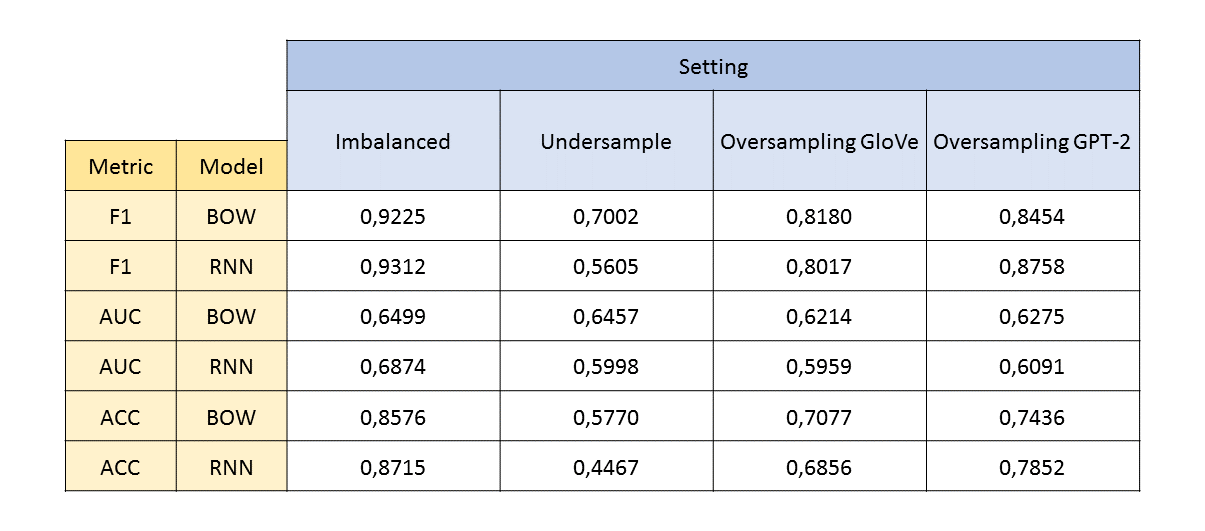 Setting
Imbalanced Undersample Oversampling GloVe Oversampling GPT-2
Metric Model
F1 BOW 0,9225 0,7002 0,8180 0,8454
F1 RNN 0,9312 0,5605 0,8017 0,8758
AUC BOW 0,6499 0,6457 0,6214 0,6275
AUC RNN 0,6874 0,5998 0,5959 0,6091
ACC BOW 0,8576 0,5770 0,7077 0,7436
ACC RNN 0,8715 0,4467 0,6856 0,7852